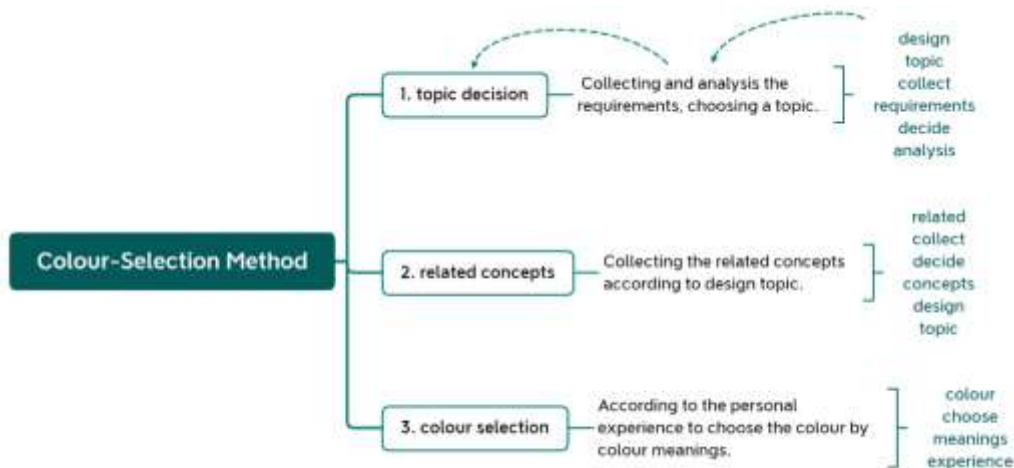 Colour-Selection Method
1. topic decision
Collecting and analysis the
requirements, choosing a topic.
design
topic
collect
requirements
decide
analysis
2. related concepts
Collecting the related concepts
according to design topic.
related
collect
decide
concepts
design
topic
3. colour selection
According to the personal
experience to choose the colour by
colour meanings.
colour
choose
meanings
experience